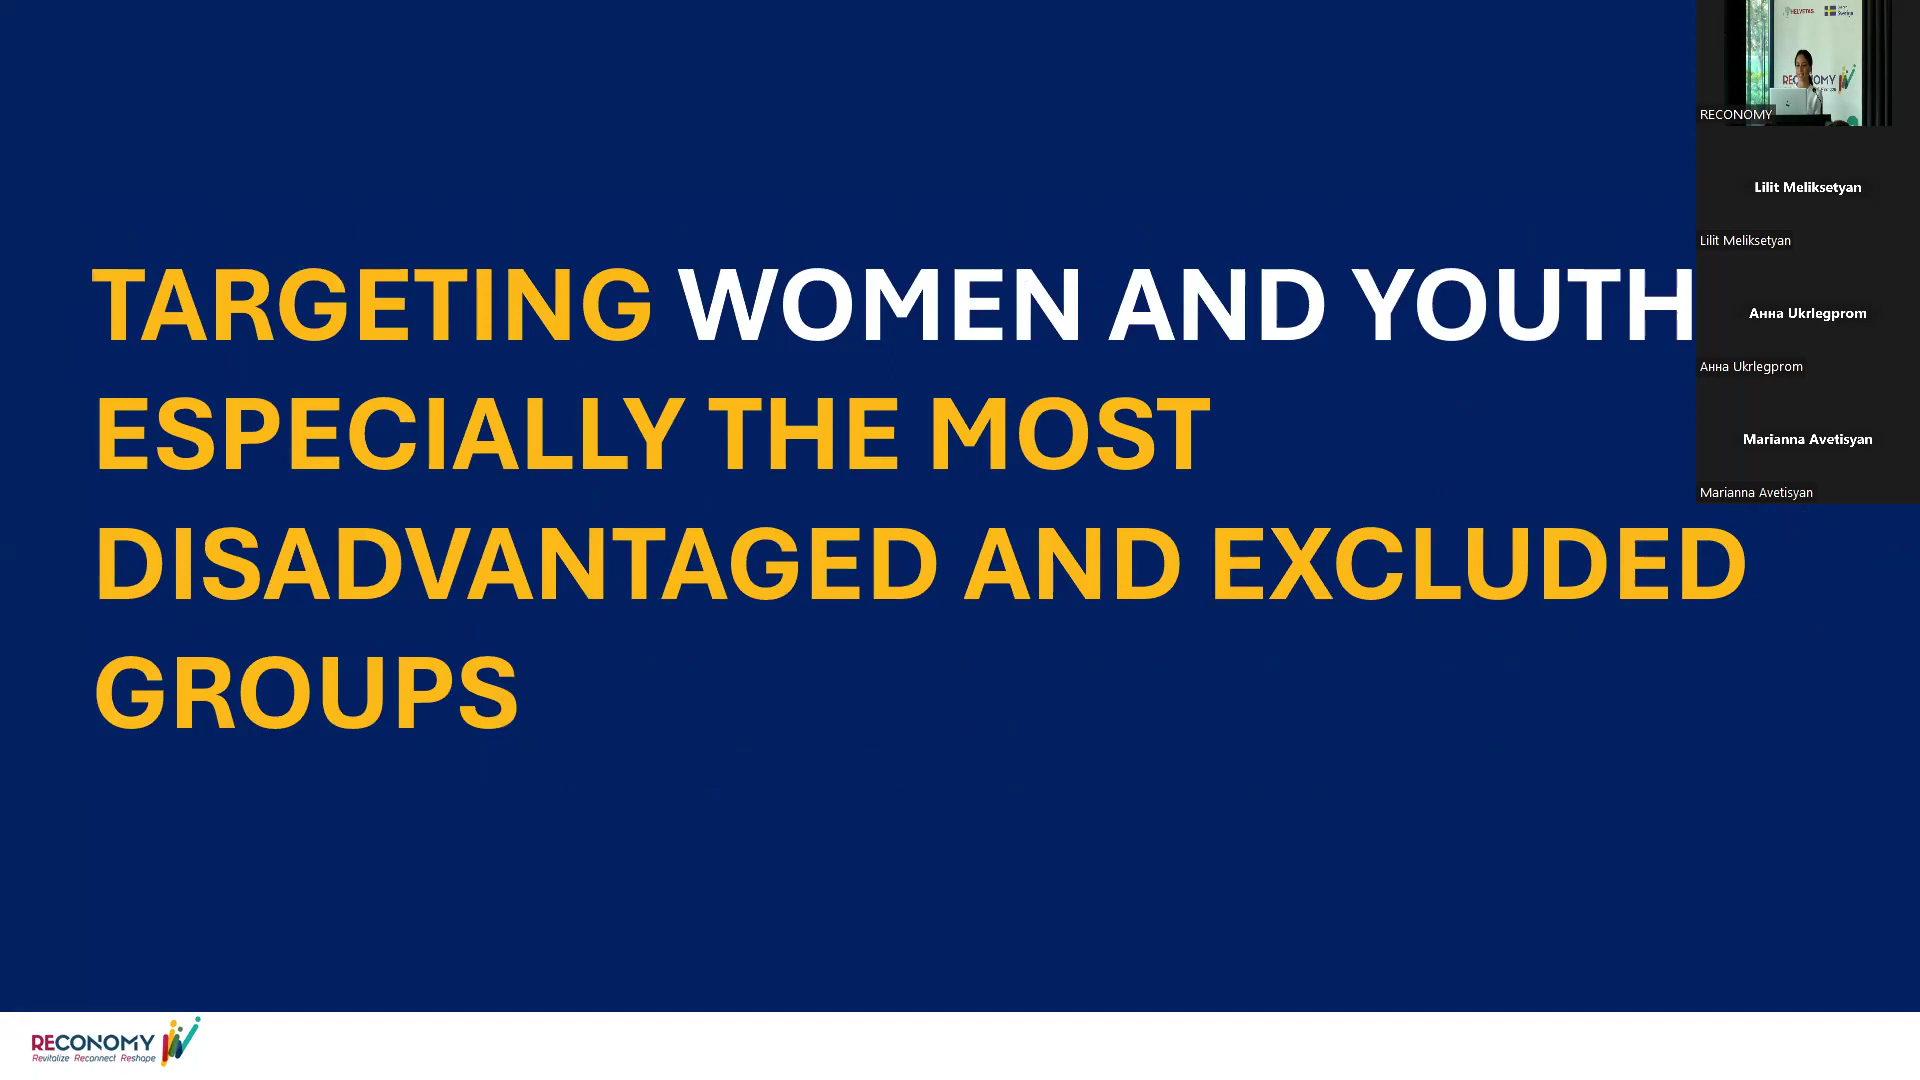 TARGETING WOMEN AND YOUTH
ESPECIALLY THE MOST
DISADVANTAGED AND EXCLUDED
GROUPS
HELVETAS
RECONOMY
Lilit Meliksetyan
Lilit Meliksetyan
Анна Ukrlegprom
Анна Ukrlegprom
Marianna Avetisyan
Marianna Avetisyan
RECONOMY
Revitalize Reconnect Reshape